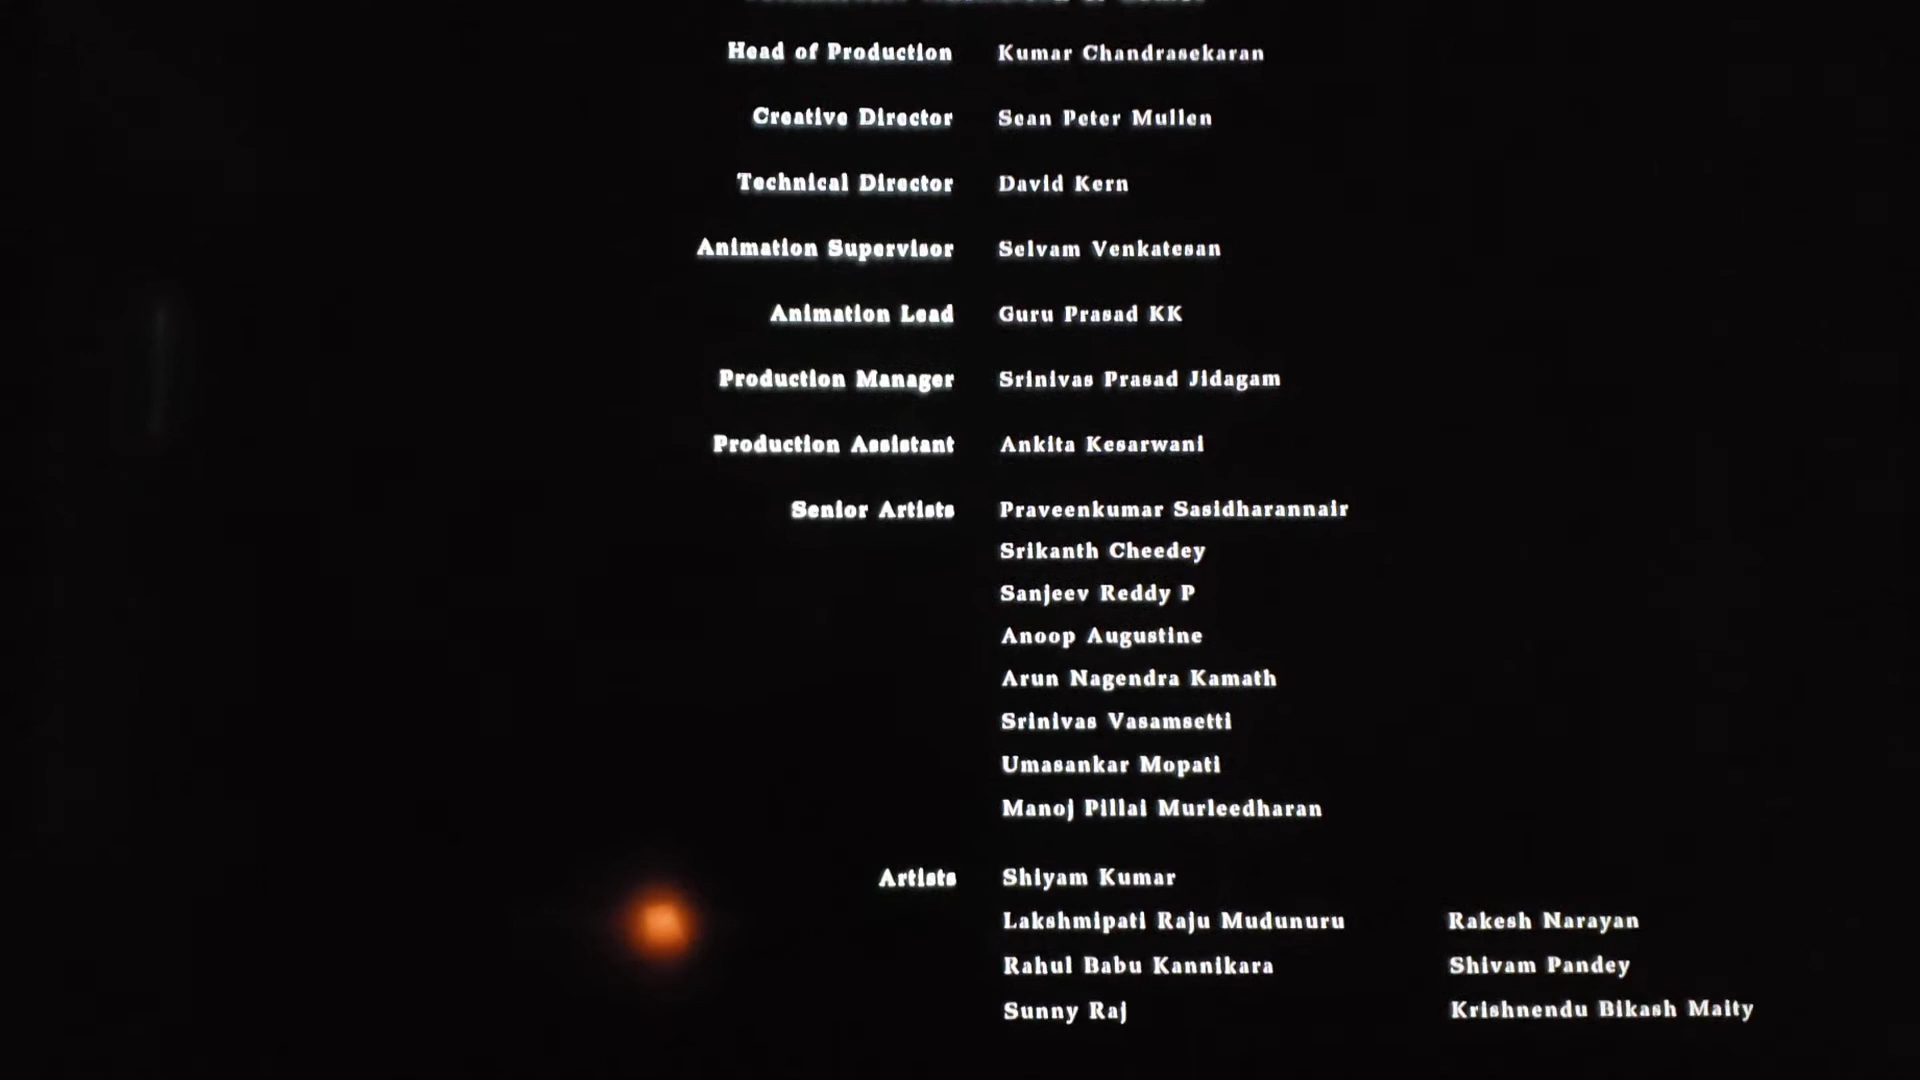 Head of Production Kumar Chandrasekaran
Creative Director Sean Peter Mullen
Technical Director David Kern
Animation Supervisor Selvam Venkatesan
Animation Lead Guru Prasad KK
Production Manager Srinivas Prasad Jidagam
Production Assistant Ankita Kesarwani
Senior Artists Praveenkumar Sasidharannair
Srikanth Cheedey
Sanjeev Reddy P
Anoop Augustine
Arun Nagendra Kamath
Srinivas Vasamsetti
Umasankar Mopati
Manoj Pillai Murleedharan
Artists Shiyam Kumar
Lakshmipati Raju Mudunuru Rakesh Narayan
Rahul Babu Kannikara Shivam Pandey
Sunny Raj Krishnendu Bikash Maity